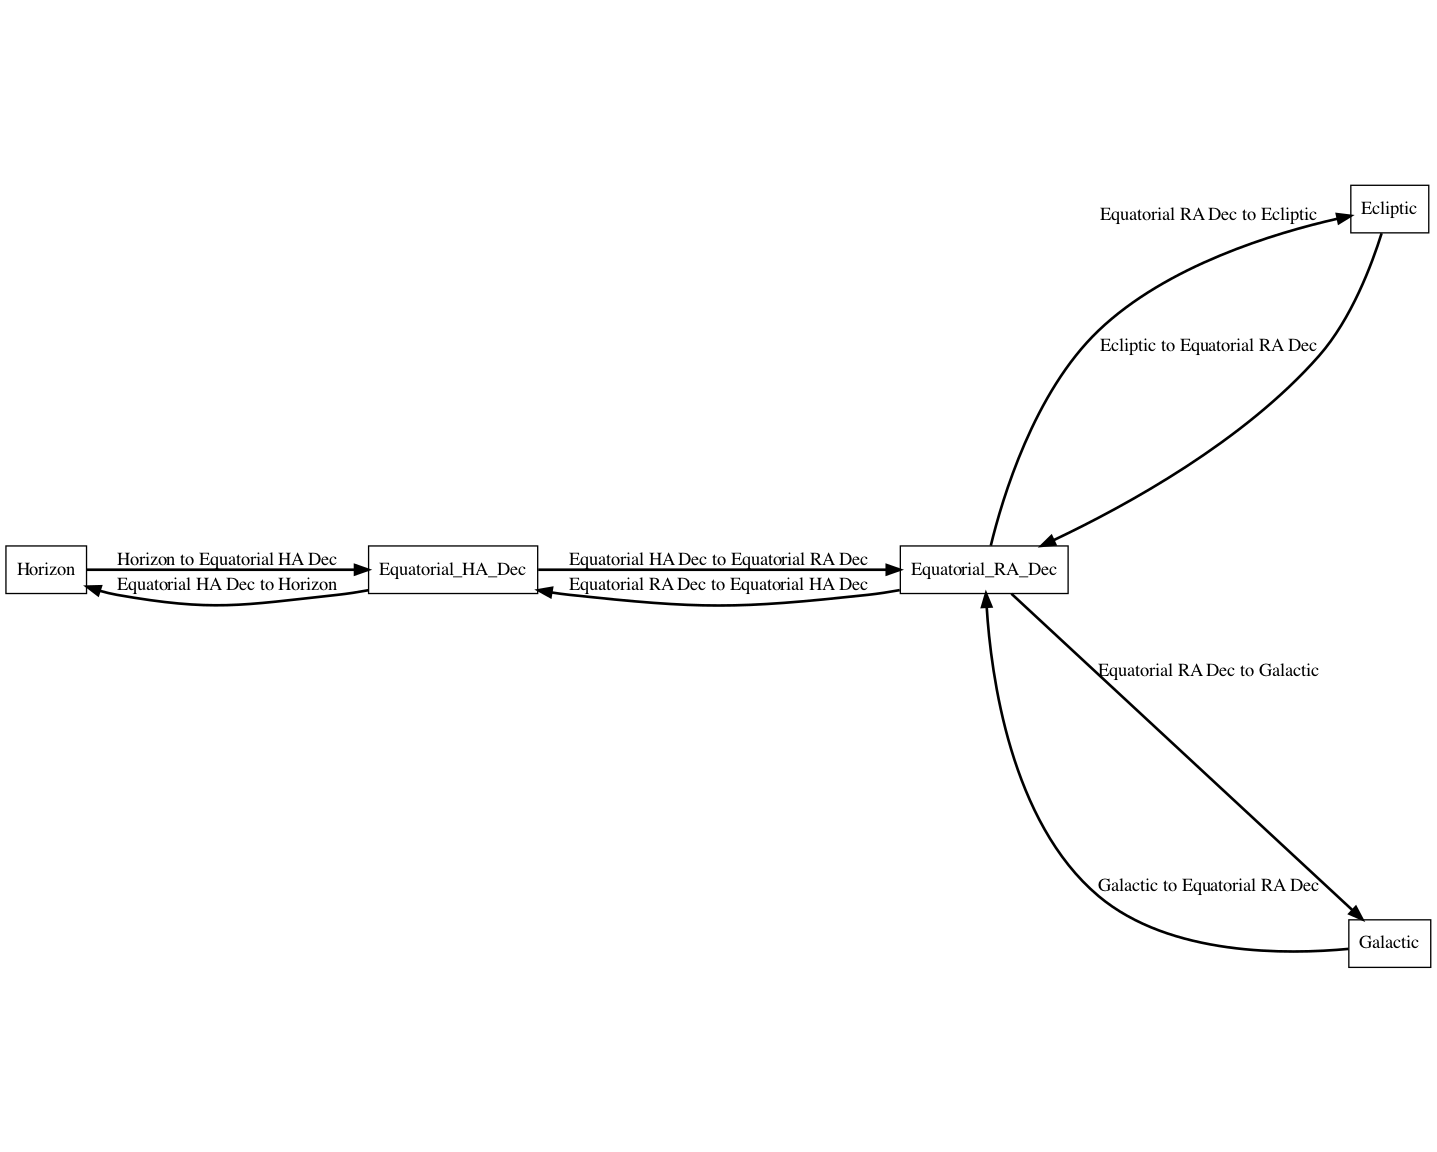 Ecliptic
Equatorial RA Dec to Ecliptic
Ecliptic to Equatorial RA Dec
Horizon to Equatorial HA Dec
Equatorial HA Dec to Equatorial RA Dec
Horizon
Equatorial_HA_Dec
Equatorial_RA_Dec
Equatorial HA Dec to Horizon
Equatorial RA Dec to Equatorial HA Dec
Equatorial RA Dec to Galactic
Galactic to Equatorial RA Dec
Galactic